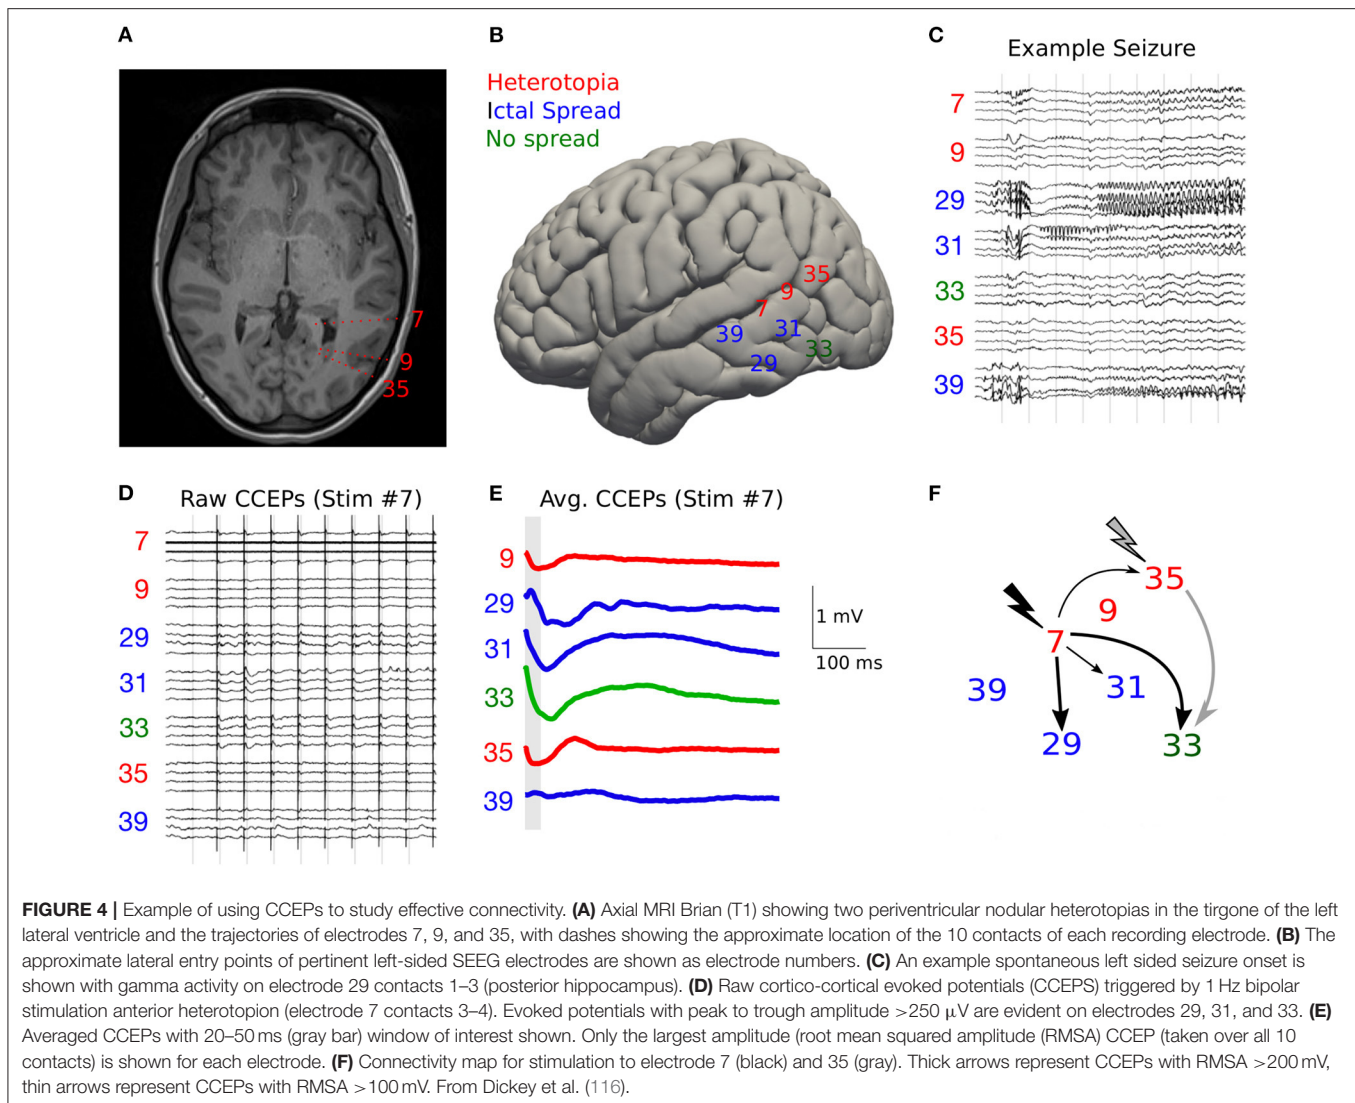 A
7
9
35
B
Heterotopia
Ictal Spread
No spread
35
9
7
39
31
33
29
C
Example Seizure
7
9
29
31
33
35
39
D
Raw CCEPs (Stim #7)
7
9
29
31
33
35
39
E
Avg. CCEPs (Stim #7)
9
29
31
33
35
39
1 mV
100 ms
F
35
9
7
39
31
29
33
FIGURE 4 | Example of using CCEPs to study effective connectivity. (A) Axial MRI Brian (T1) showing two periventricular nodular heterotopias in the tirgone of the left
lateral ventricle and the trajectories of electrodes 7, 9, and 35, with dashes showing the approximate location of the 10 contacts of each recording electrode. (B) The
approximate lateral entry points of pertinent left-sided SEEG electrodes are shown as electrode numbers. (C) An example spontaneous left sided seizure onset is
shown with gamma activity on electrode 29 contacts 1–3 (posterior hippocampus). (D) Raw cortico-cortical evoked potentials (CCEPS) triggered by 1 Hz bipolar
stimulation anterior heterotopion (electrode 7 contacts 3–4). Evoked potentials with peak to trough amplitude >250 μV are evident on electrodes 29, 31, and 33. (E)
Averaged CCEPs with 20–50 ms (gray bar) window of interest shown. Only the largest amplitude (root mean squared amplitude (RMSA) CCEP (taken over all 10
contacts) is shown for each electrode. (F) Connectivity map for stimulation to electrode 7 (black) and 35 (gray). Thick arrows represent CCEPs with RMSA >200 mV,
thin arrows represent CCEPs with RMSA >100 mV. From Dickey et al. (116).